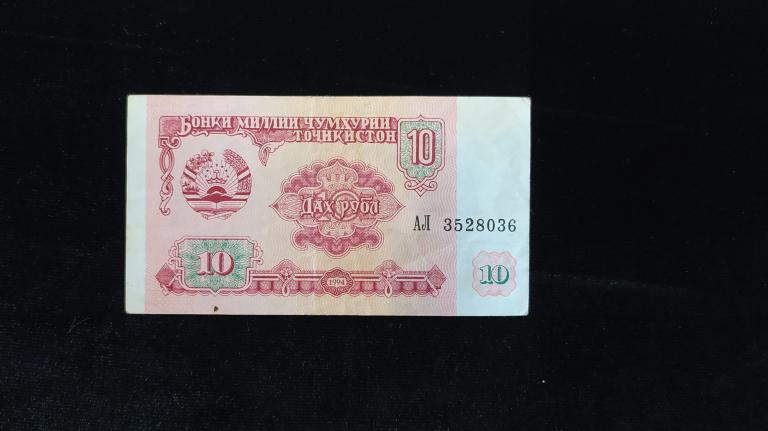 БОНКИ МИЛЛИИ ҶУМҲУРИИ
ТОҶИКИСТОН
10
ДАҲ РУБЛ
АЛ 3528036
10
1994
10